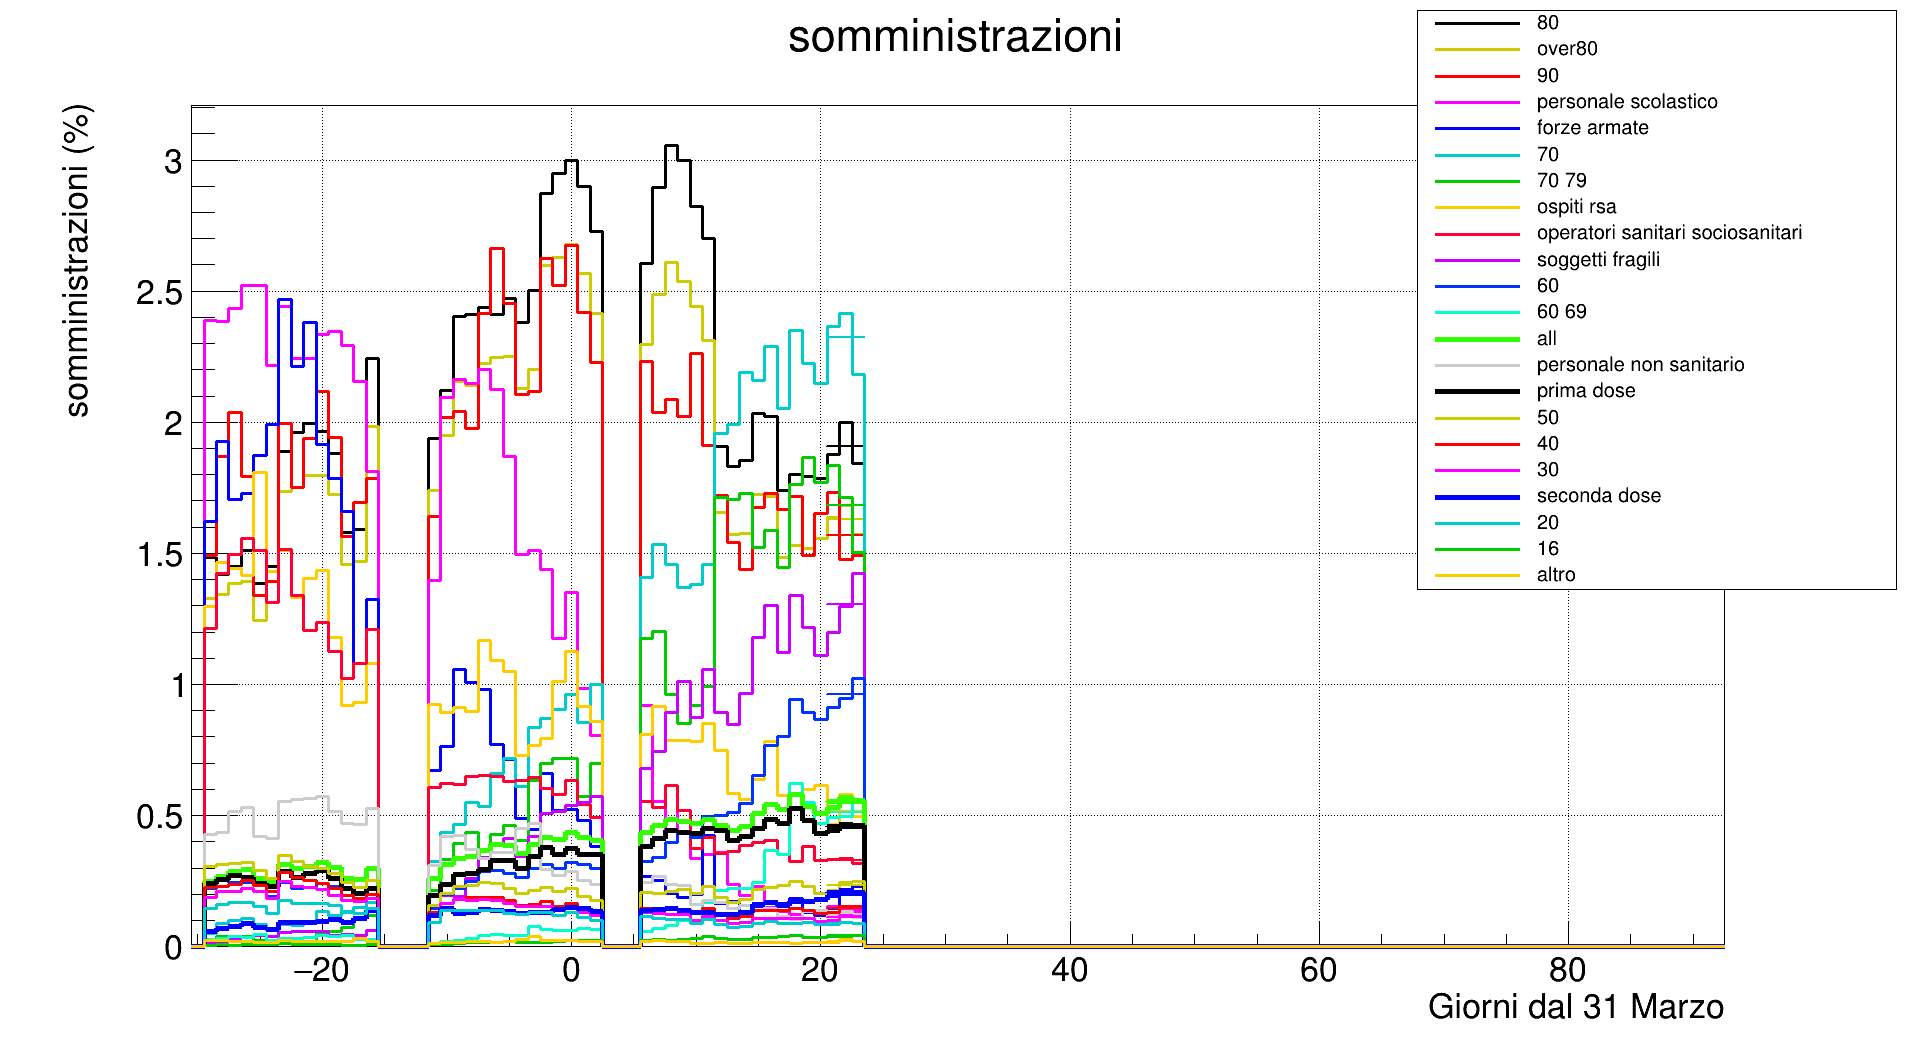 somministrazioni
somministrazioni (%)
3
2.5
2
1.5
1
0.5
0
−20
0
20
40
60
80
Giorni dal 31 Marzo
80
over80
90
personale scolastico
forze armate
70
70 79
ospiti rsa
operatori sanitari sociosanitari
soggetti fragili
60
60 69
all
personale non sanitario
prima dose
50
40
30
seconda dose
20
16
altro